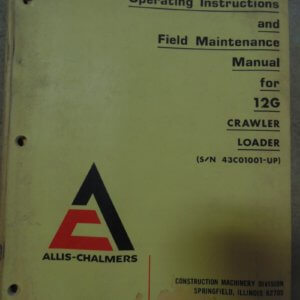 Operating Instructions
and
Field Maintenance
Manual
for
12G
CRAWLER
LOADER
(S/N 43C01001-UP)
ALLIS-CHALMERS
CONSTRUCTION MACHINERY DIVISION
SPRINGFIELD, ILLINOIS 62705